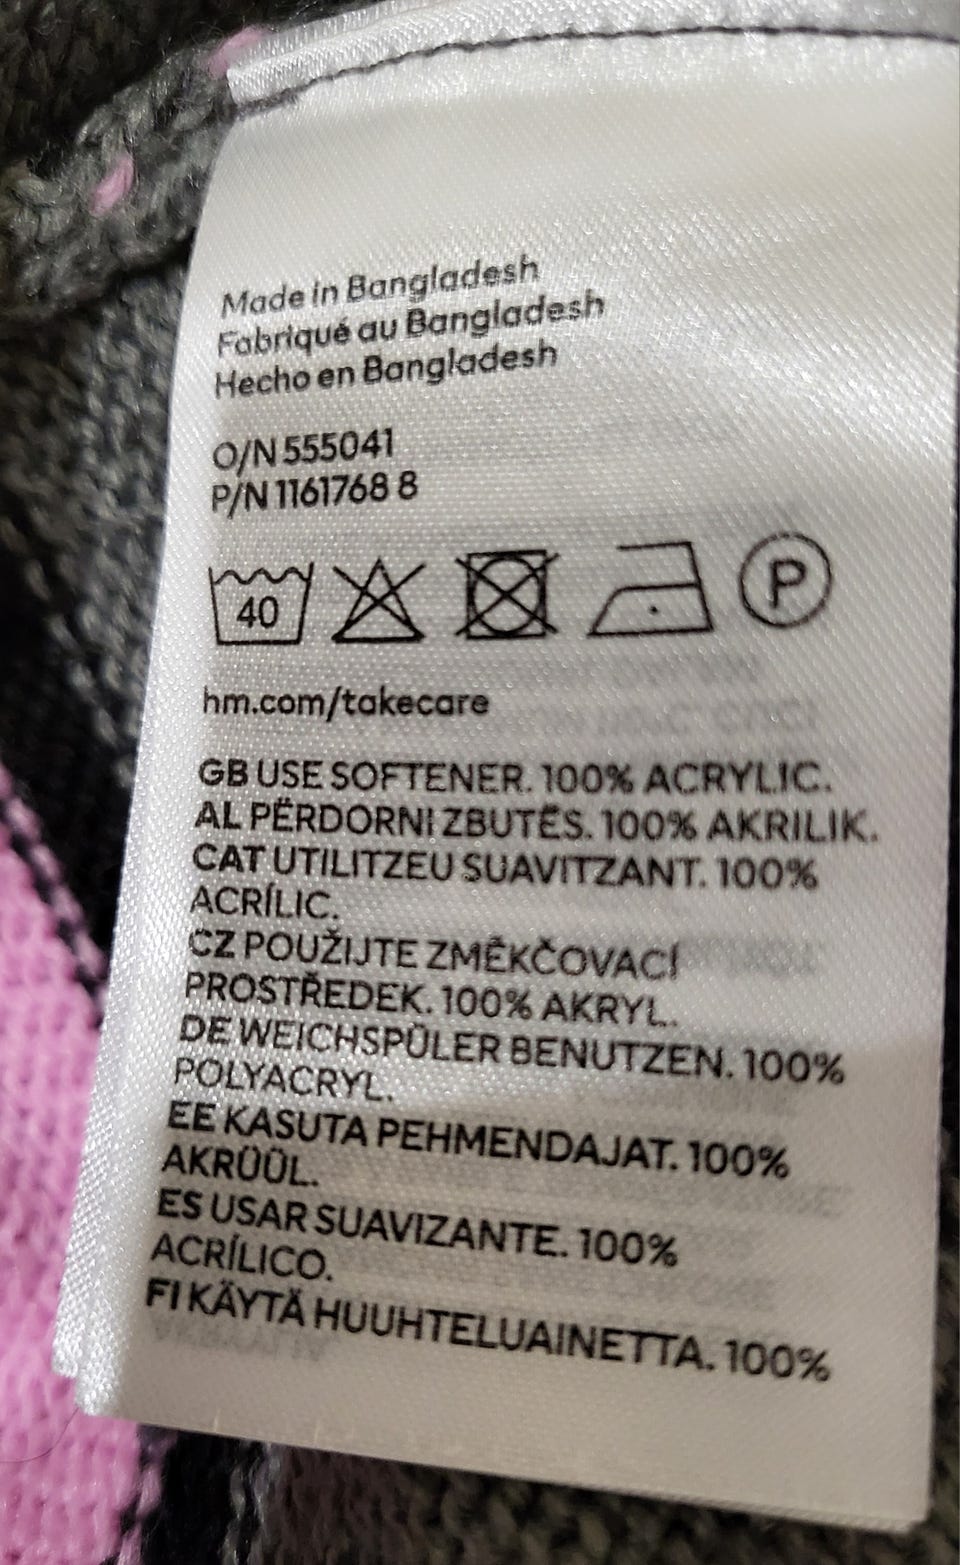 Made in Bangladesh
Fabriqué au Bangladesh
Hecho en Bangladesh
O/N 555041
P/N 1161768 8
40
P
hm.com/takecare
GB USE SOFTENER. 100% ACRYLIC.
AL PËRDORNI ZBUTËS. 100% AKRILIK.
CAT UTILITZEU SUAVITZANT. 100%
ACRÍLIC.
CZ POUŽIJTE ZMĚKČOVACÍ
PROSTŘEDEK. 100% AKRYL.
DE WEICHSPÜLER BENUTZEN. 100%
POLYACRYL.
EE KASUTA PEHMENDAJAT. 100%
AKRÜÜL.
ES USAR SUAVIZANTE. 100%
ACRÍLICO.
FI KÄYTÄ HUUHTELUAINETTA. 100%